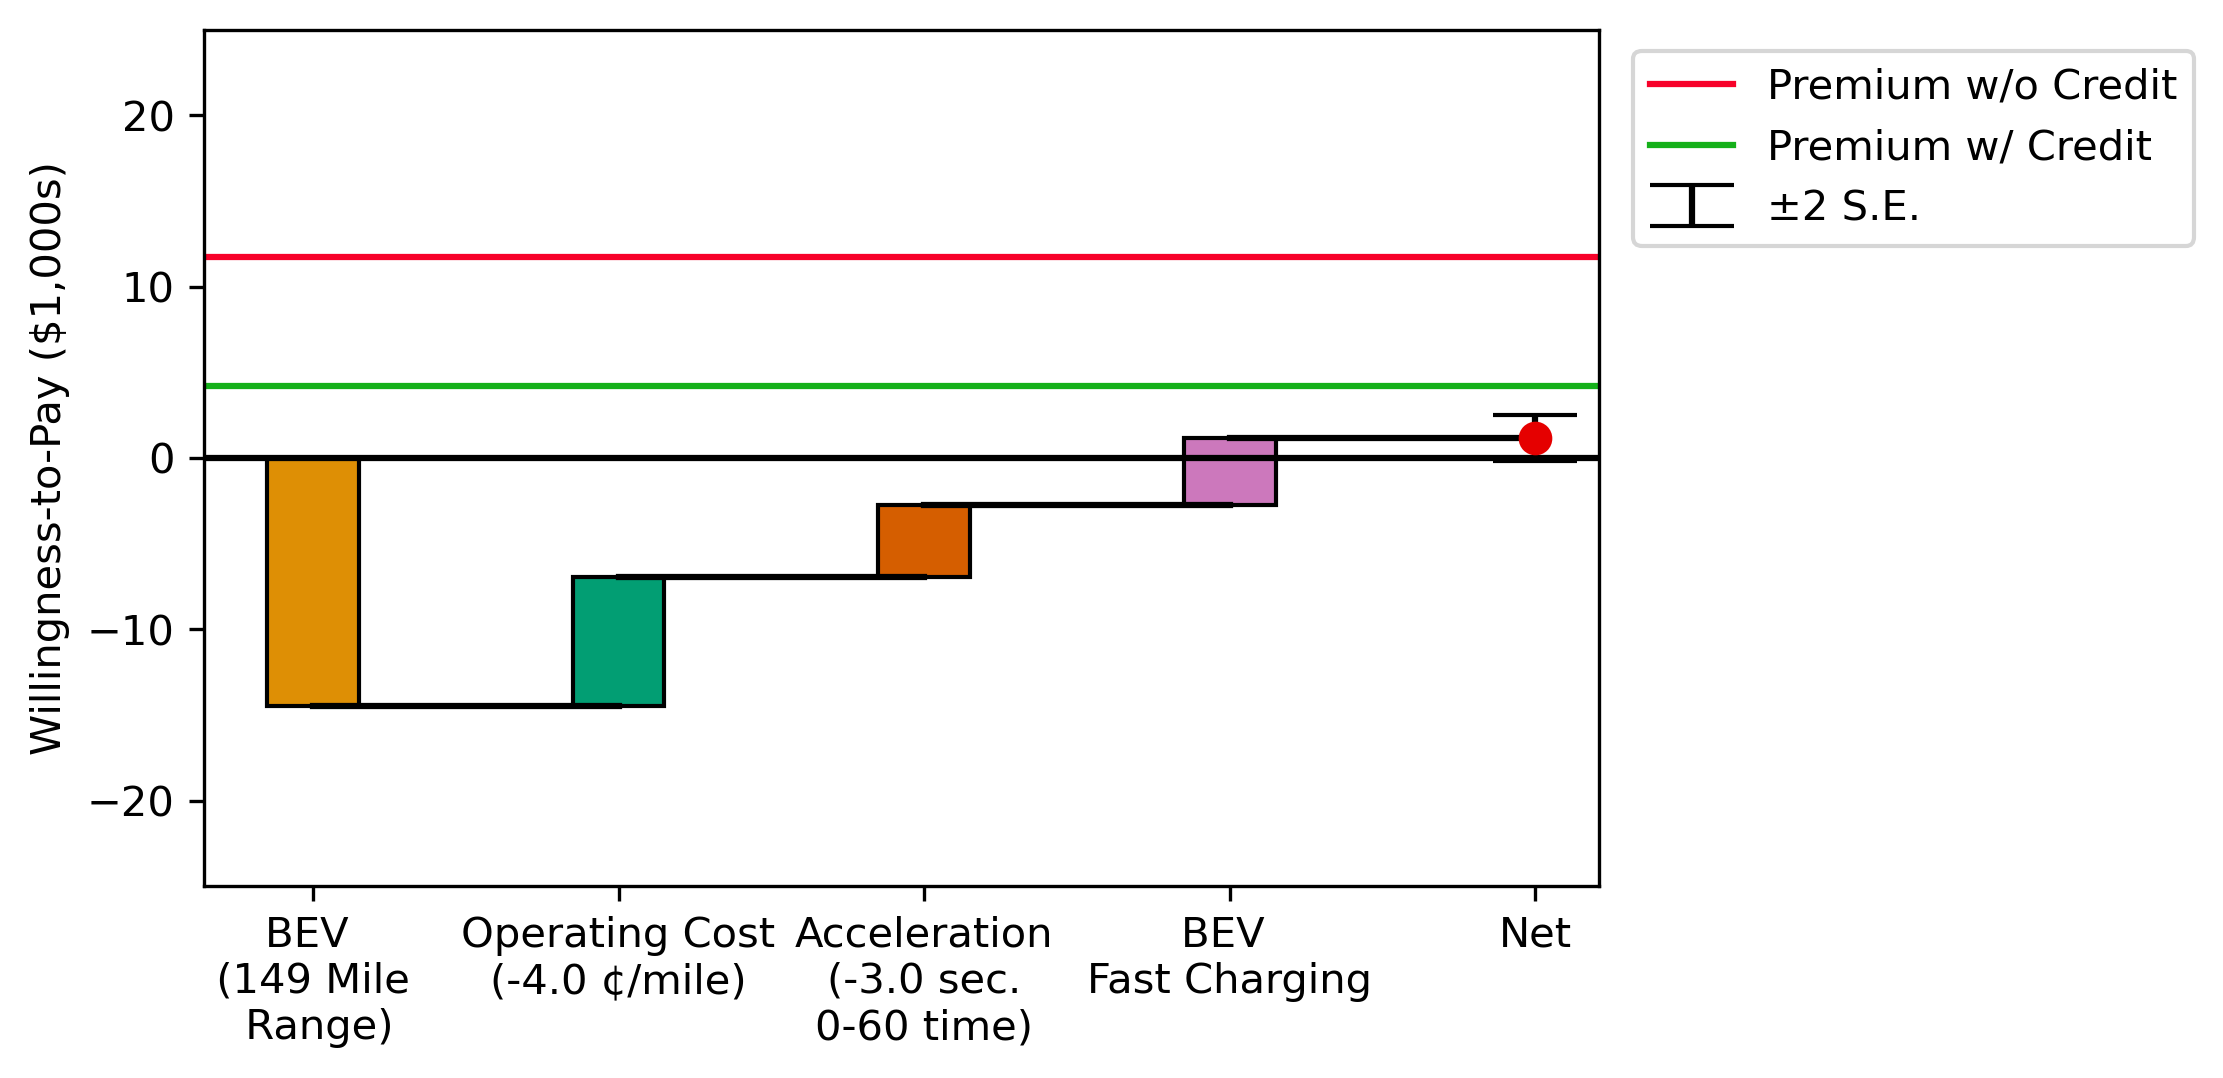 Willingness-to-Pay ($1,000s)
20
10
0
−10
−20
BEV
(149 Mile
Range)
Operating Cost
(-4.0 ¢/mile)
Acceleration
(-3.0 sec.
0-60 time)
BEV
Fast Charging
Net
Premium w/o Credit
Premium w/ Credit
±2 S.E.